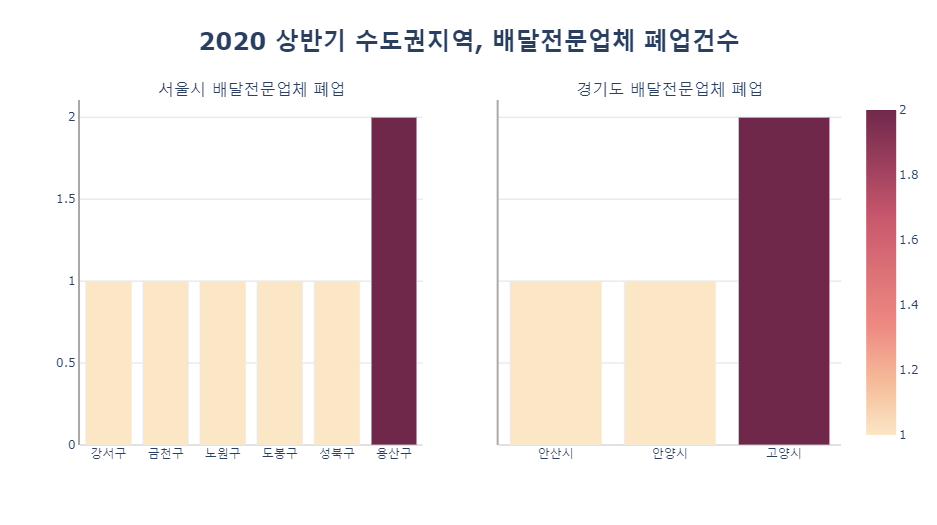 2020 상반기 수도권지역, 배달전문업체 폐업건수
서울시 배달전문업체 폐업
경기도 배달전문업체 폐업
2
1.5
1
0.5
0
강서구 금천구 노원구 도봉구 성북구 용산구
안산시 안양시 고양시
2
1.8
1.6
1.4
1.2
1